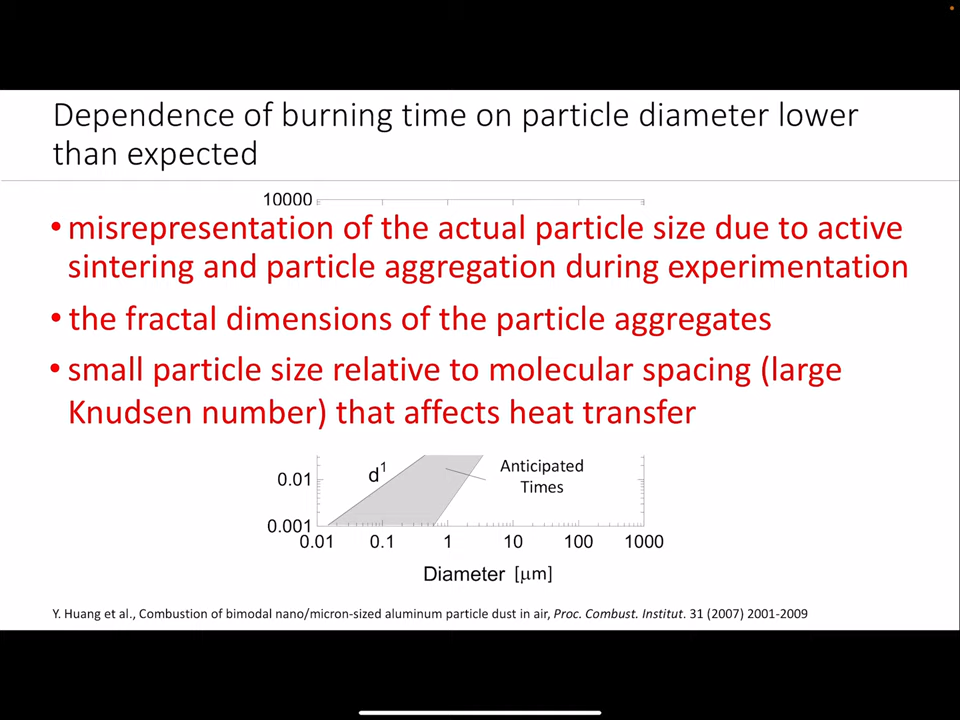 Dependence of burning time on particle diameter lower
than expected
10000
• misrepresentation of the actual particle size due to active
sintering and particle aggregation during experimentation
• the fractal dimensions of the particle aggregates
• small particle size relative to molecular spacing (large
Knudsen number) that affects heat transfer
d¹
Anticipated
Times
0.01
0.001
0.01 0.1 1 10 100 1000
Diameter [μm]
Y. Huang et al., Combustion of bimodal nano/micron-sized aluminum particle dust in air, Proc. Combust. Institut. 31 (2007) 2001-2009